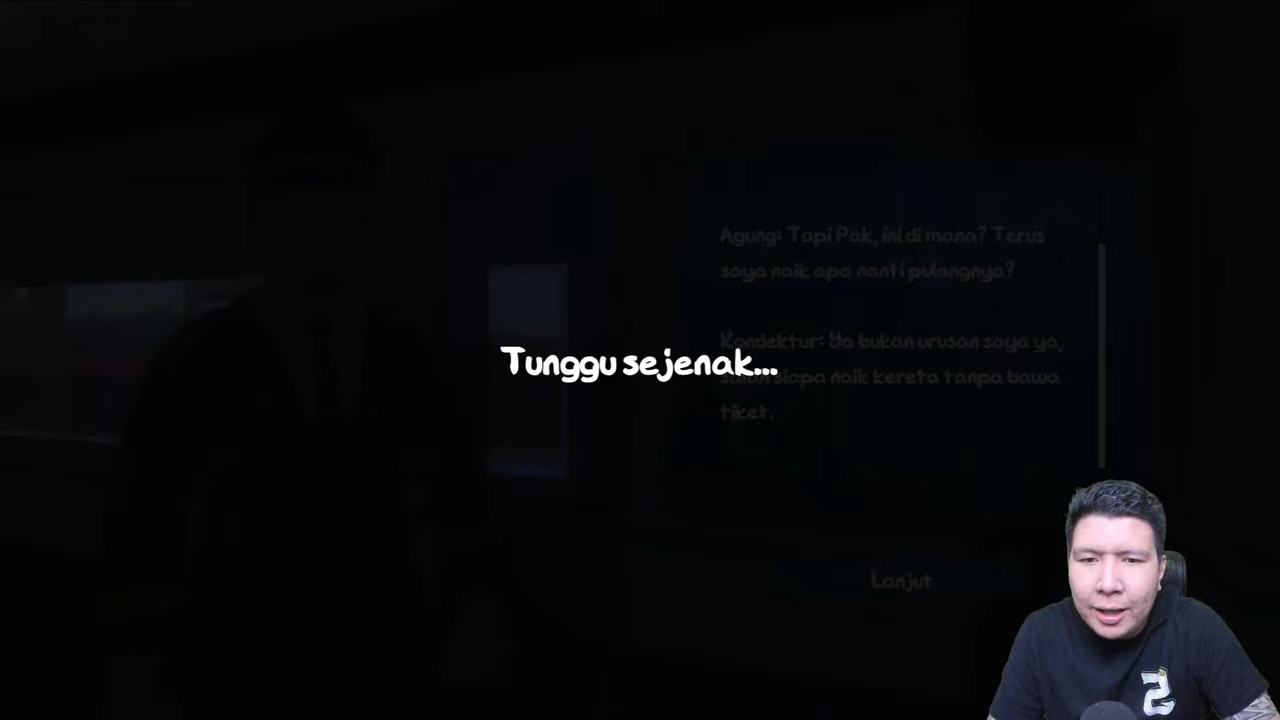 Agung: Tapi Pak, ini di mana? Terus
saya naik apa nanti pulangnya?
Kondektur: Ya bukan urusan saya ya,
Tunggu sejenak...
salah siapa naik kereta tanpa bawa
tiket.
Lanjut